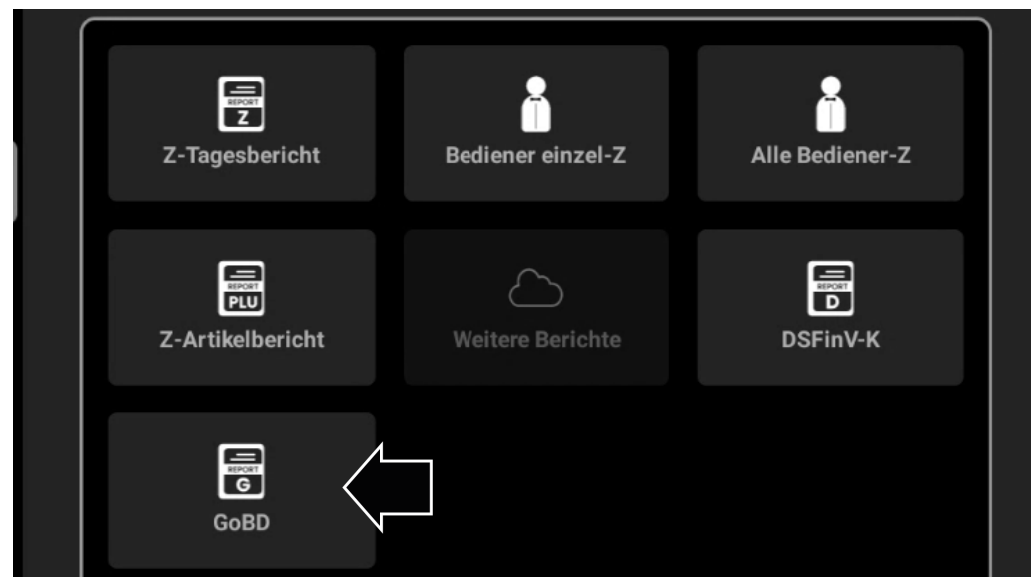 REPORT
Z
Z-Tagesbericht
Bediener einzel-Z
Alle Bediener-Z
REPORT
PLU
Z-Artikelbericht
Weitere Berichte
REPORT
D
DSFinV-K
REPORT
G
GoBD